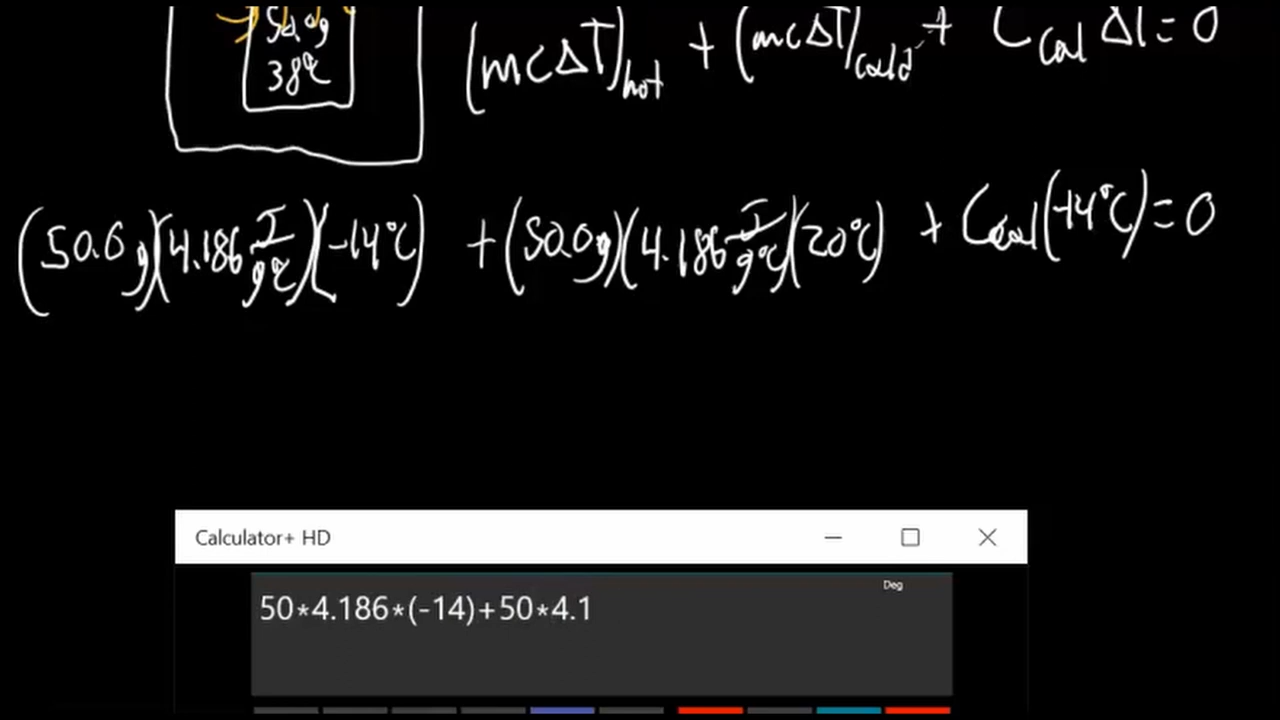 50.0g
38°C
(mcΔT)hot + (mcΔT)cold + Ccal ΔT = 0
(50.0g)(4.186 J/g°C)(-14°C) + (50.0g)(4.186 J/g°C)(20°C) + Ccal(-14°C) = 0
Calculator+ HD
Deg
50*4.186*(-14)+50*4.1